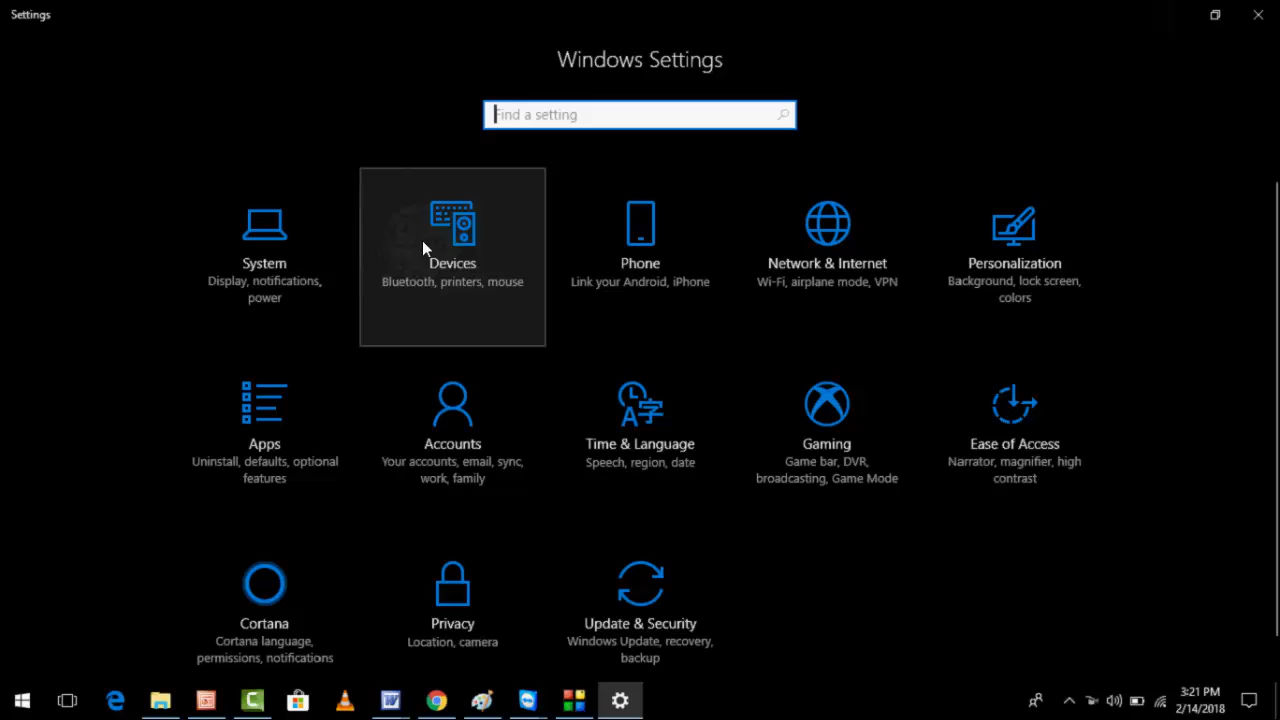 Settings
Windows Settings
Find a setting
System
Display, notifications,
power
Devices
Bluetooth, printers, mouse
Phone
Link your Android, iPhone
Network & Internet
Wi-Fi, airplane mode, VPN
Personalization
Background, lock screen,
colors
Apps
Uninstall, defaults, optional
features
Accounts
Your accounts, email, sync,
work, family
Time & Language
Speech, region, date
Gaming
Game bar, DVR,
broadcasting, Game Mode
Ease of Access
Narrator, magnifier, high
contrast
Cortana
Cortana language,
permissions, notifications
Privacy
Location, camera
Update & Security
Windows Update, recovery,
backup
3:21 PM
2/14/2018